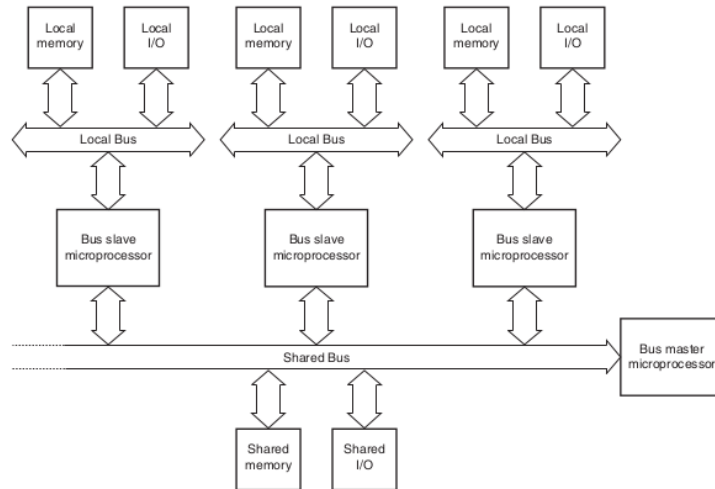 Local
memory
Local
I/O
Local
memory
Local
I/O
Local
memory
Local
I/O
Local Bus
Local Bus
Local Bus
Bus slave
microprocessor
Bus slave
microprocessor
Bus slave
microprocessor
Shared Bus
Bus master
microprocessor
Shared
memory
Shared
I/O